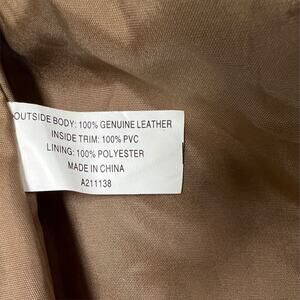 OUTSIDE BODY: 100% GENUINE LEATHER
INSIDE TRIM: 100% PVC
LINING: 100% POLYESTER
MADE IN CHINA
A211138